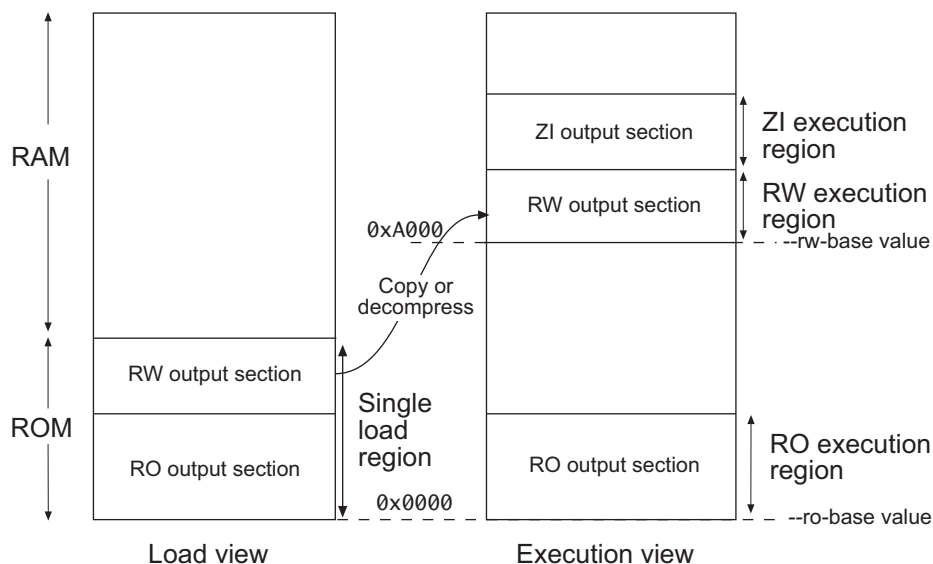 ZI output section
ZI execution
region
RAM
RW output section
RW execution
region
0xA000
--rw-base value
Copy or
decompress
RW output section
Single
load
region
ROM
RO output section
RO output section
RO execution
region
0x0000
--ro-base value
Load view
Execution view